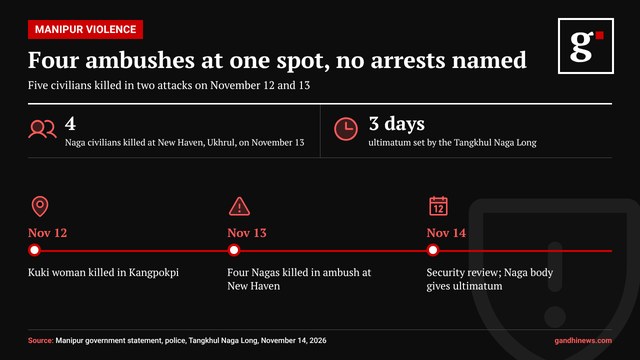 MANIPUR VIOLENCE
g
Four ambushes at one spot, no arrests named
Five civilians killed in two attacks on November 12 and 13
4
Naga civilians killed at New Haven, Ukhrul, on November 13
3 days
ultimatum set by the Tangkhul Naga Long
12
Nov 12
Nov 13
Nov 14
Kuki woman killed in Kangpokpi
Four Nagas killed in ambush at
New Haven
Security review; Naga body
gives ultimatum
Source: Manipur government statement, police, Tangkhul Naga Long, November 14, 2026
gandhinews.com